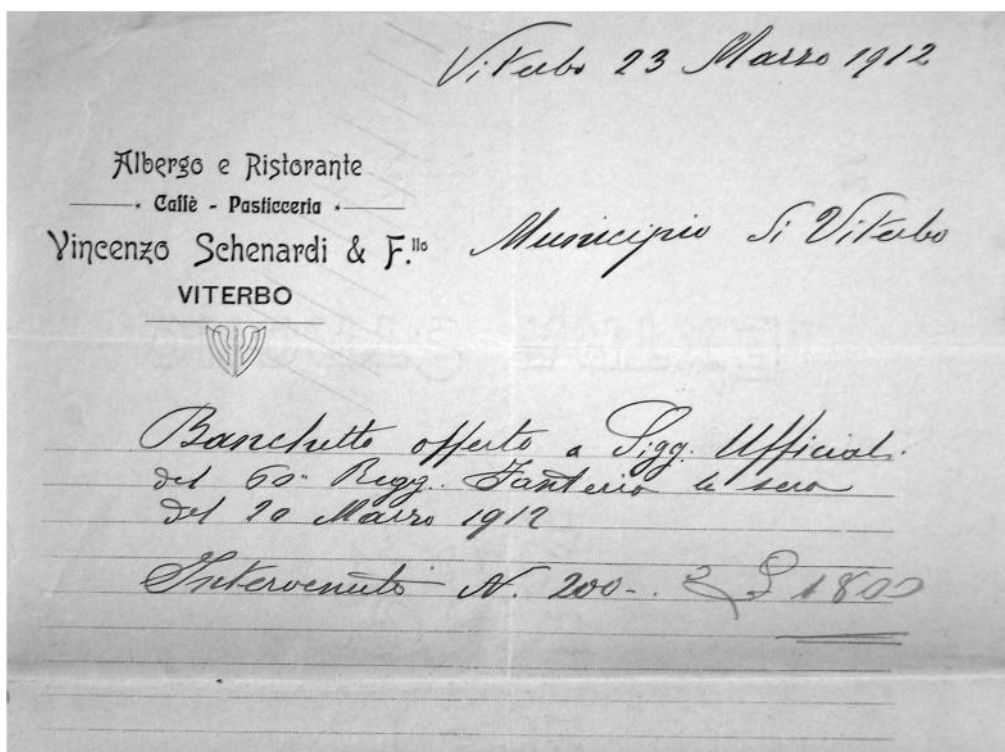 Viterbo 23 Marzo 1912
Albergo e Ristorante
Caffè - Pasticceria
Vincenzo Schenardi & F.llo
VITERBO
Municipio di Viterbo
Banchetto offerto a Sigg. Ufficiali
del 60° Regg. Fanteria la sera
del 20 Marzo 1912
Intervenuti N. 200 - £ 1800